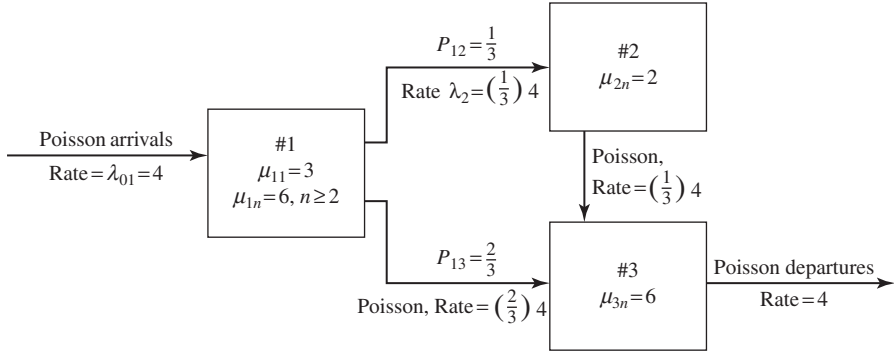 Poisson arrivals
Rate = λ₀₁ = 4
#1
μ₁₁ = 3
μ₁ₙ = 6, n ≥ 2
P₁₂ = 1/3
Rate λ₂ = (1/3) 4
#2
μ₂ₙ = 2
Poisson,
Rate = (1/3) 4
P₁₃ = 2/3
Poisson, Rate = (2/3) 4
#3
μ₃ₙ = 6
Poisson departures
Rate = 4